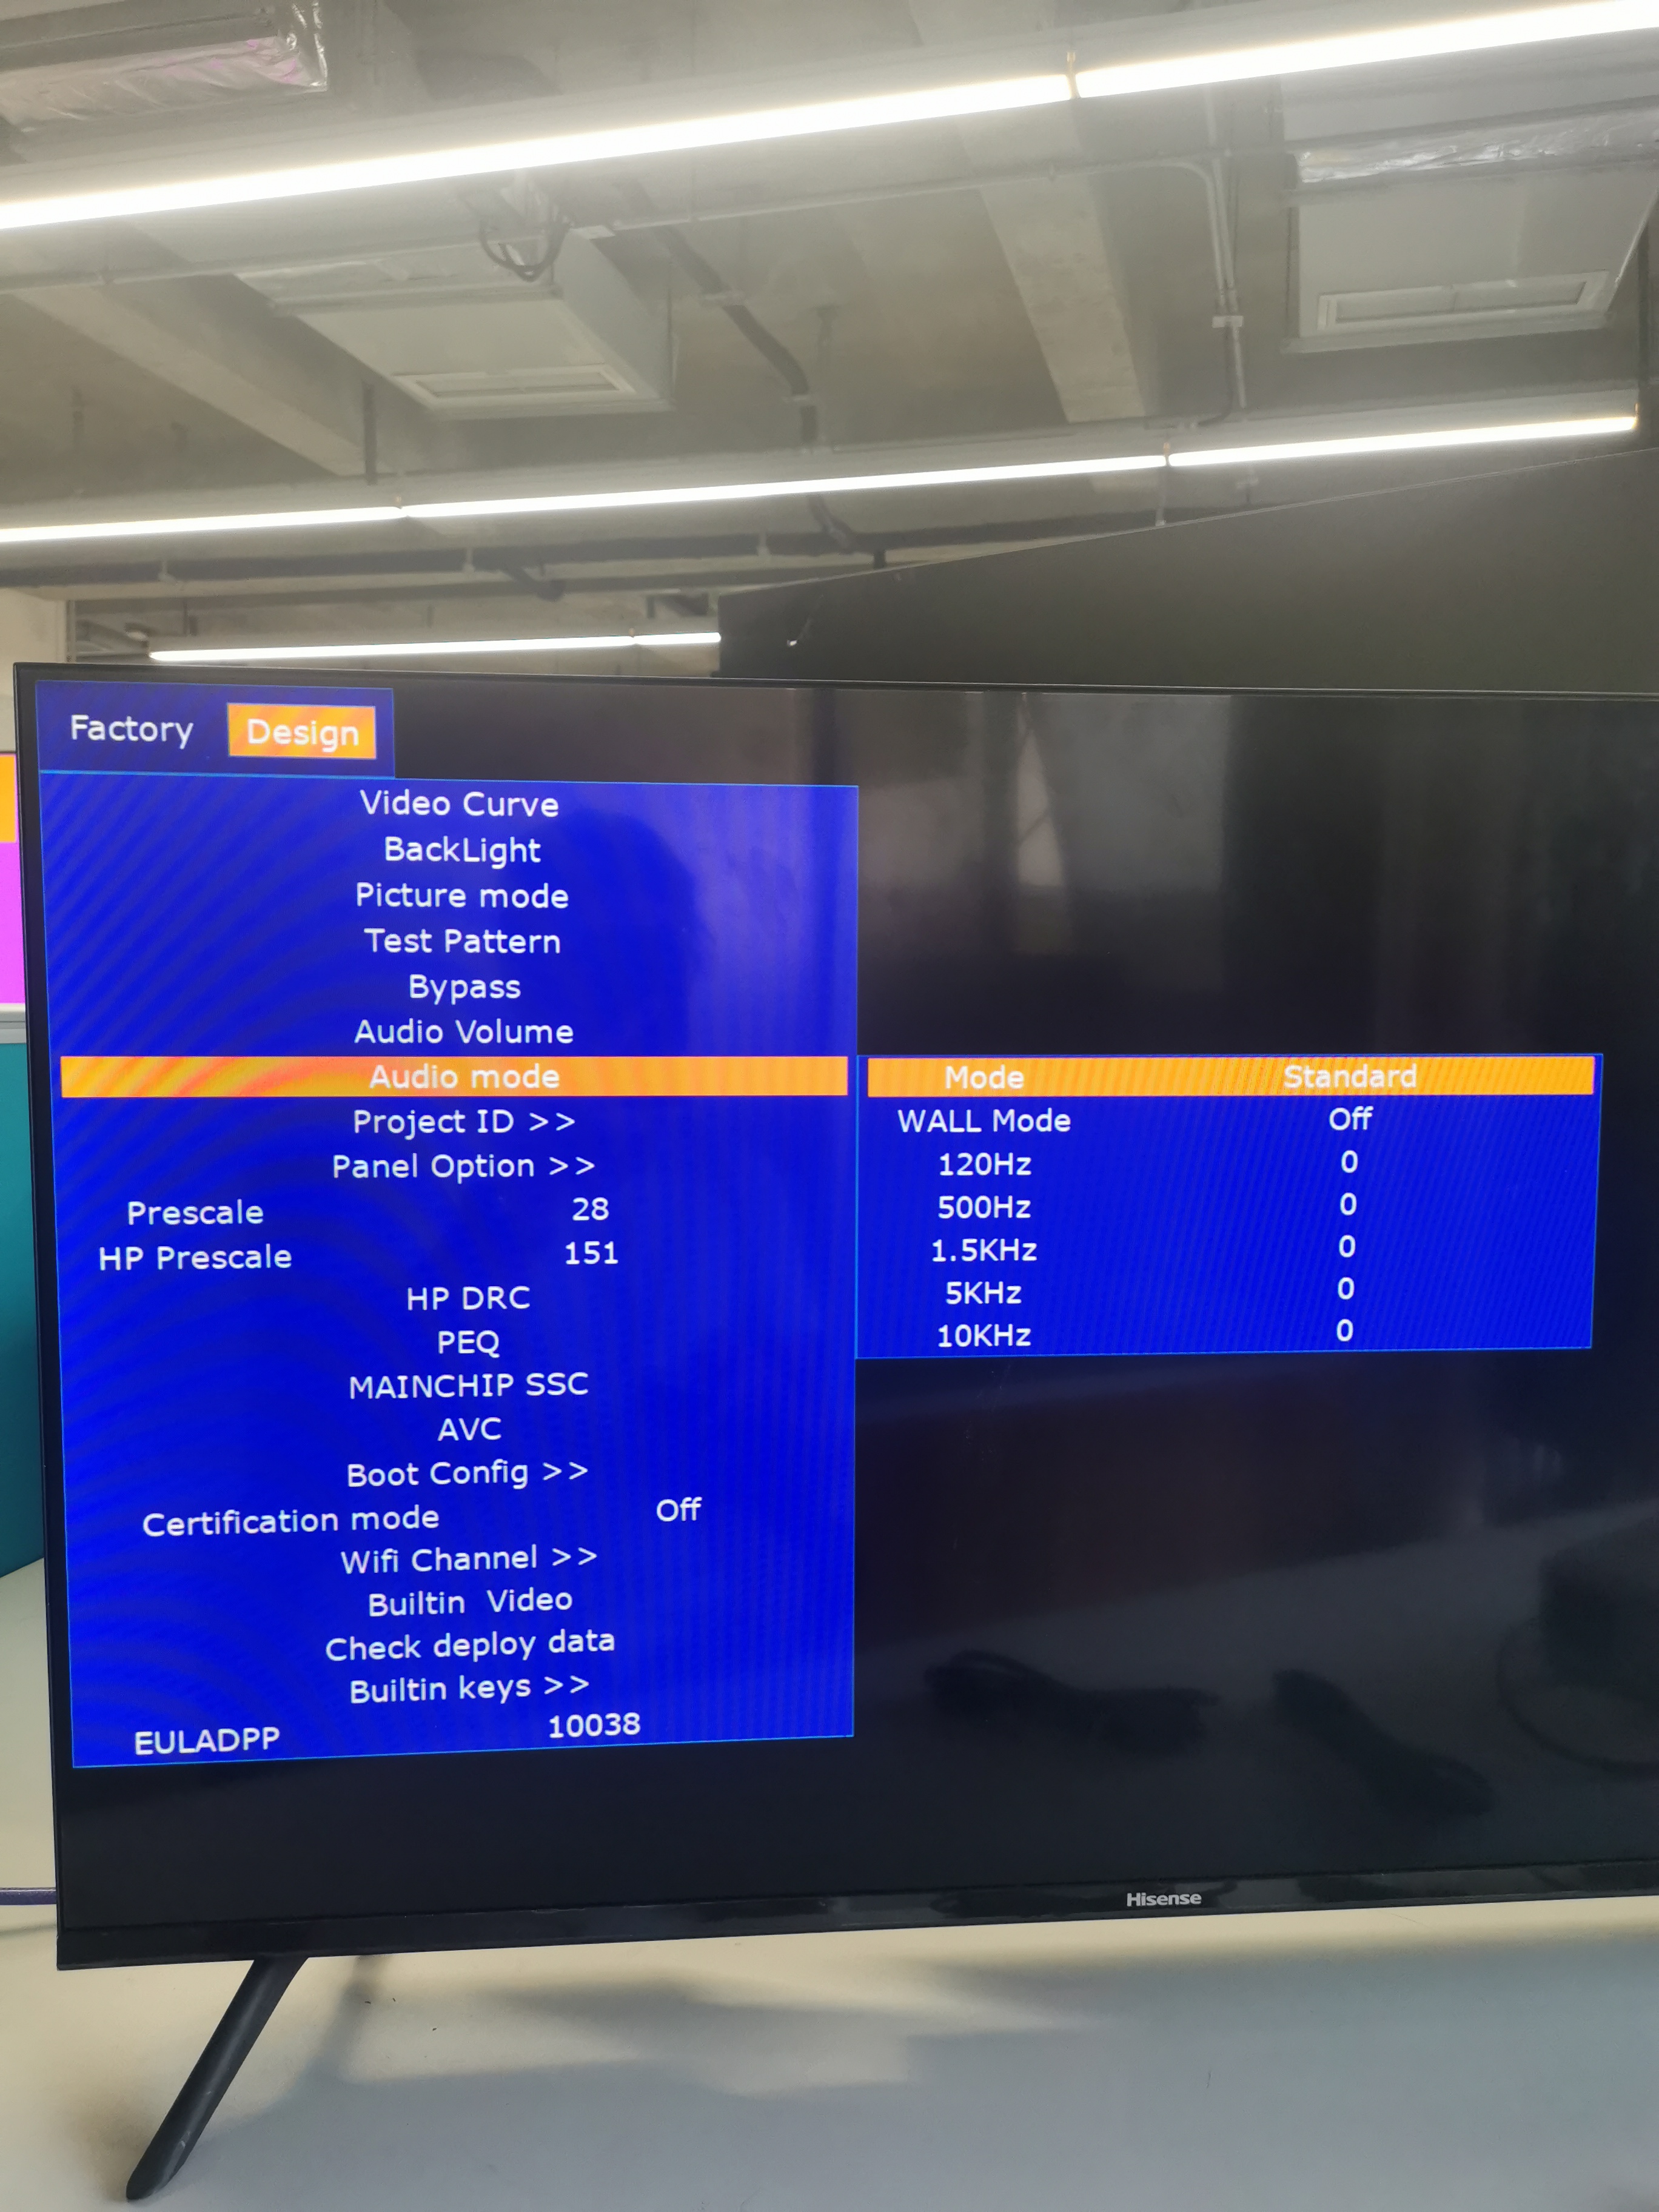 Factory Design
Video Curve
BackLight
Picture mode
Test Pattern
Bypass
Audio Volume
Audio mode
Project ID >>
Panel Option >>
Prescale 28
HP Prescale 151
HP DRC
PEQ
MAINCHIP SSC
AVC
Boot Config >>
Certification mode Off
Wifi Channel >>
Builtin  Video
Check deploy data
Builtin keys >>
EULADPP 10038
Mode Standard
WALL Mode Off
120Hz 0
500Hz 0
1.5KHz 0
5KHz 0
10KHz 0
Hisense